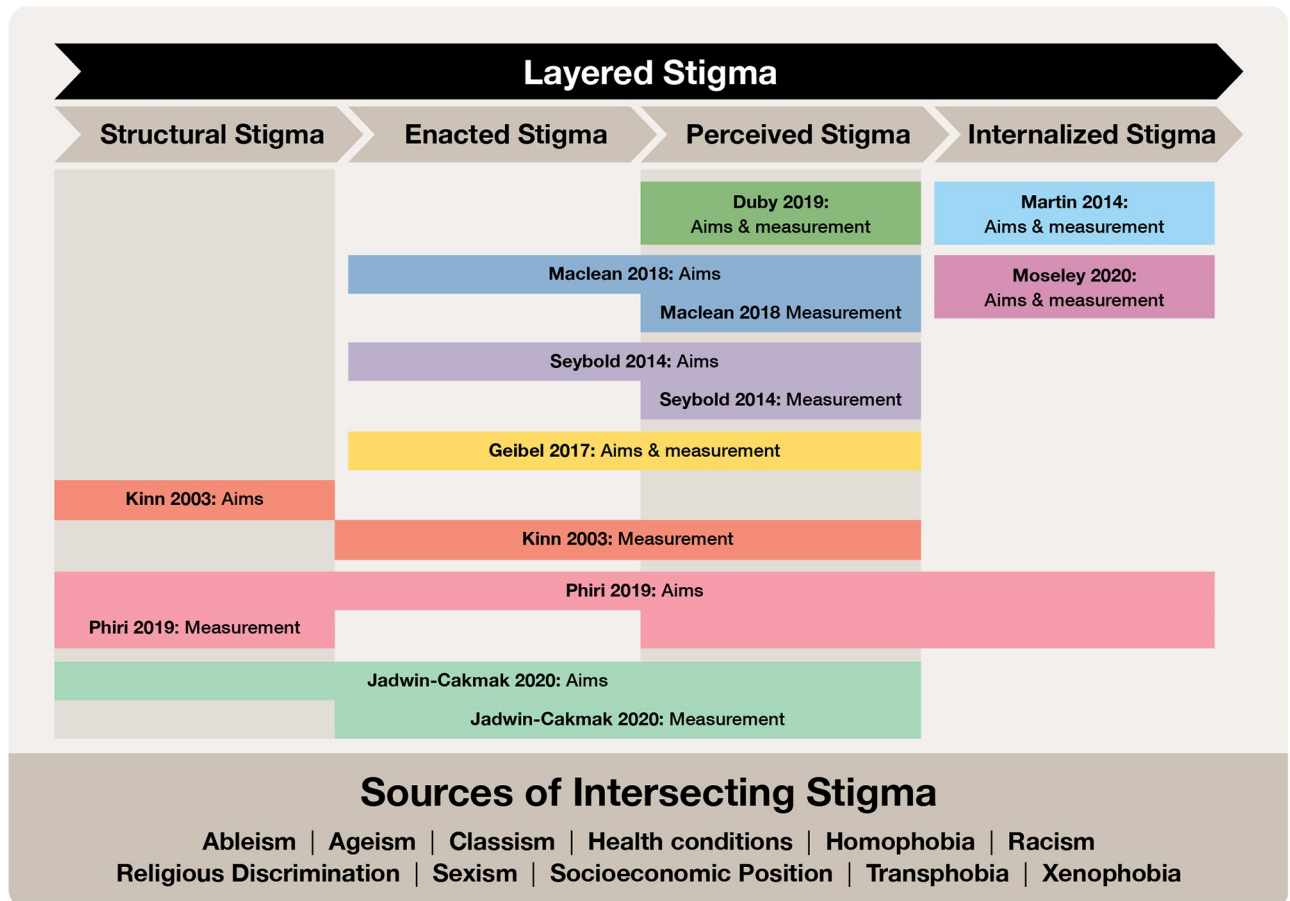 Layered Stigma
Structural Stigma
Enacted Stigma
Perceived Stigma
Internalized Stigma
Duby 2019:
Aims & measurement
Martin 2014:
Aims & measurement
Maclean 2018: Aims
Maclean 2018 Measurement
Moseley 2020:
Aims & measurement
Seybold 2014: Aims
Seybold 2014: Measurement
Geibel 2017: Aims & measurement
Kinn 2003: Aims
Kinn 2003: Measurement
Phiri 2019: Aims
Phiri 2019: Measurement
Jadwin-Cakmak 2020: Aims
Jadwin-Cakmak 2020: Measurement
Sources of Intersecting Stigma
Ableism | Ageism | Classism | Health conditions | Homophobia | Racism
Religious Discrimination | Sexism | Socioeconomic Position | Transphobia | Xenophobia